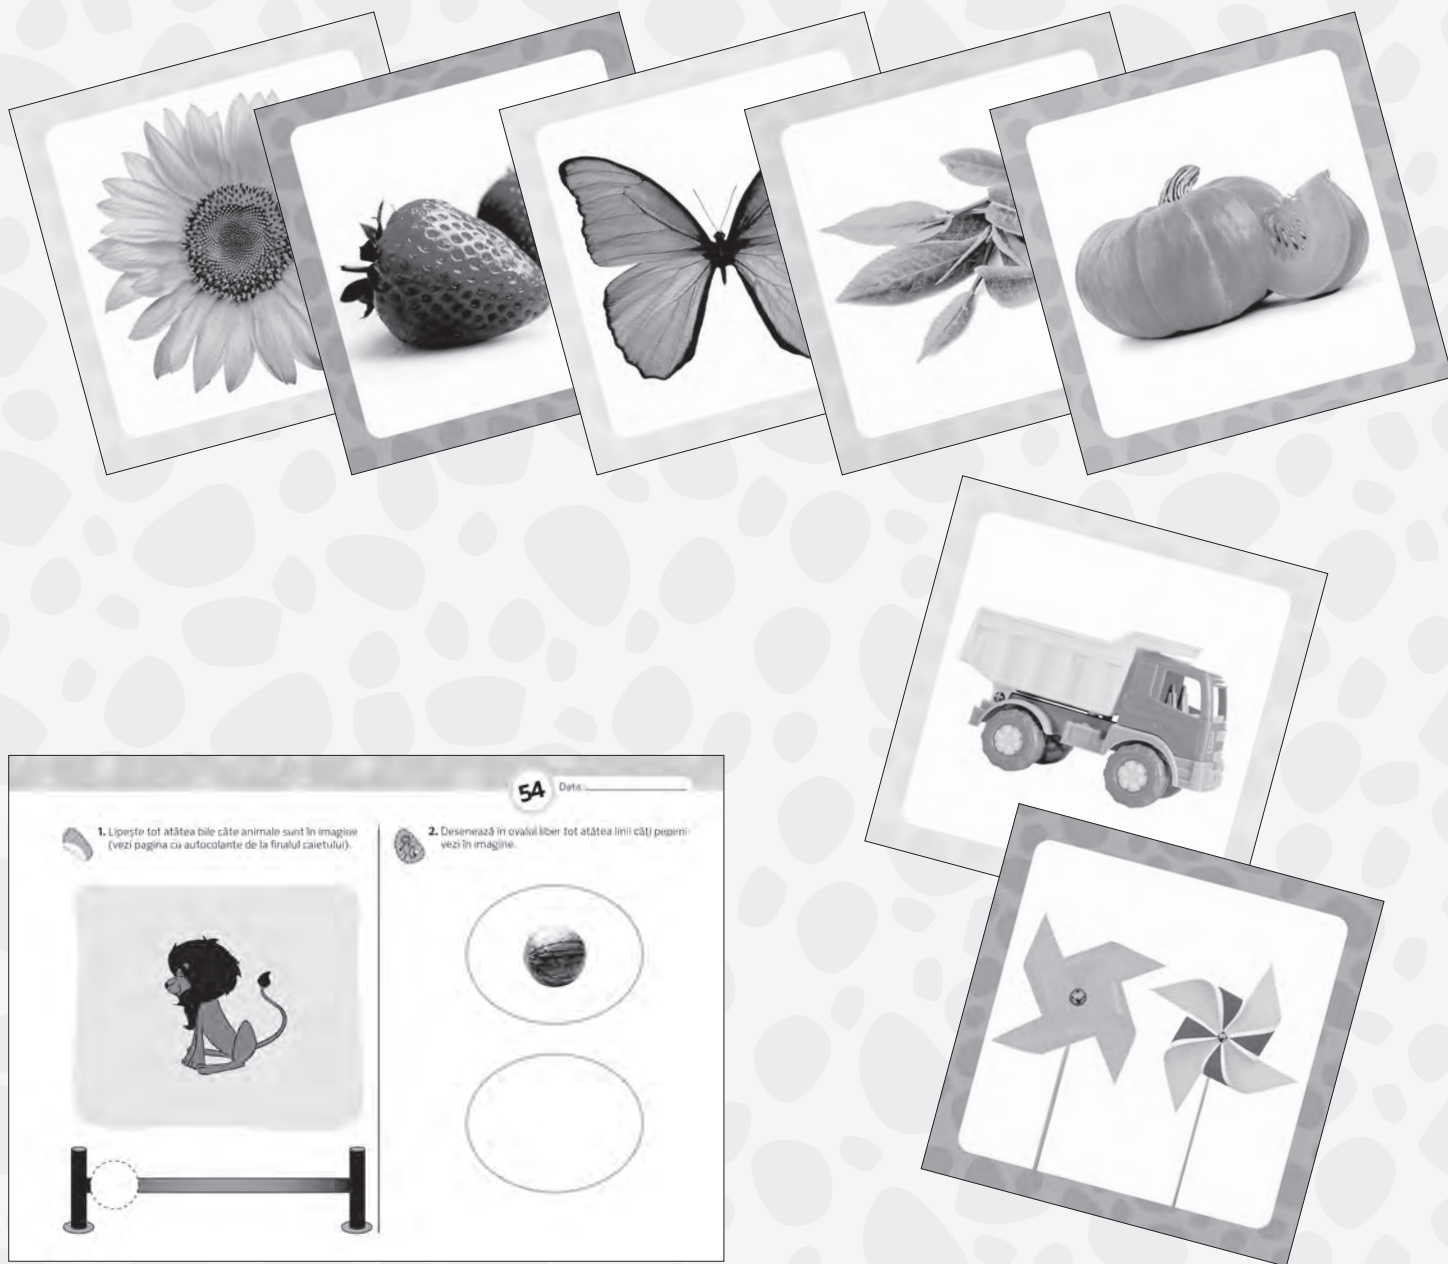 54 Data:
1. Lipește tot atâtea bile câte animale sunt în imagine
(vezi pagina cu autocolante de la finalul caietului).
2. Desenează în ovalul liber tot atâtea linii câți pepeni
vezi în imagine.